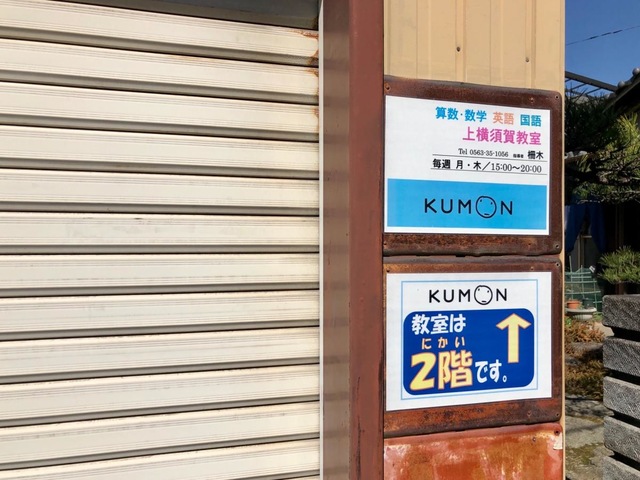 算数・数学 英語 国語
上横須賀教室
Tel 0563-35-1056 指導者 柵木
毎週 月・木／15:00〜20:00
KUMON
KUMON
教室は
にかい
2階です。